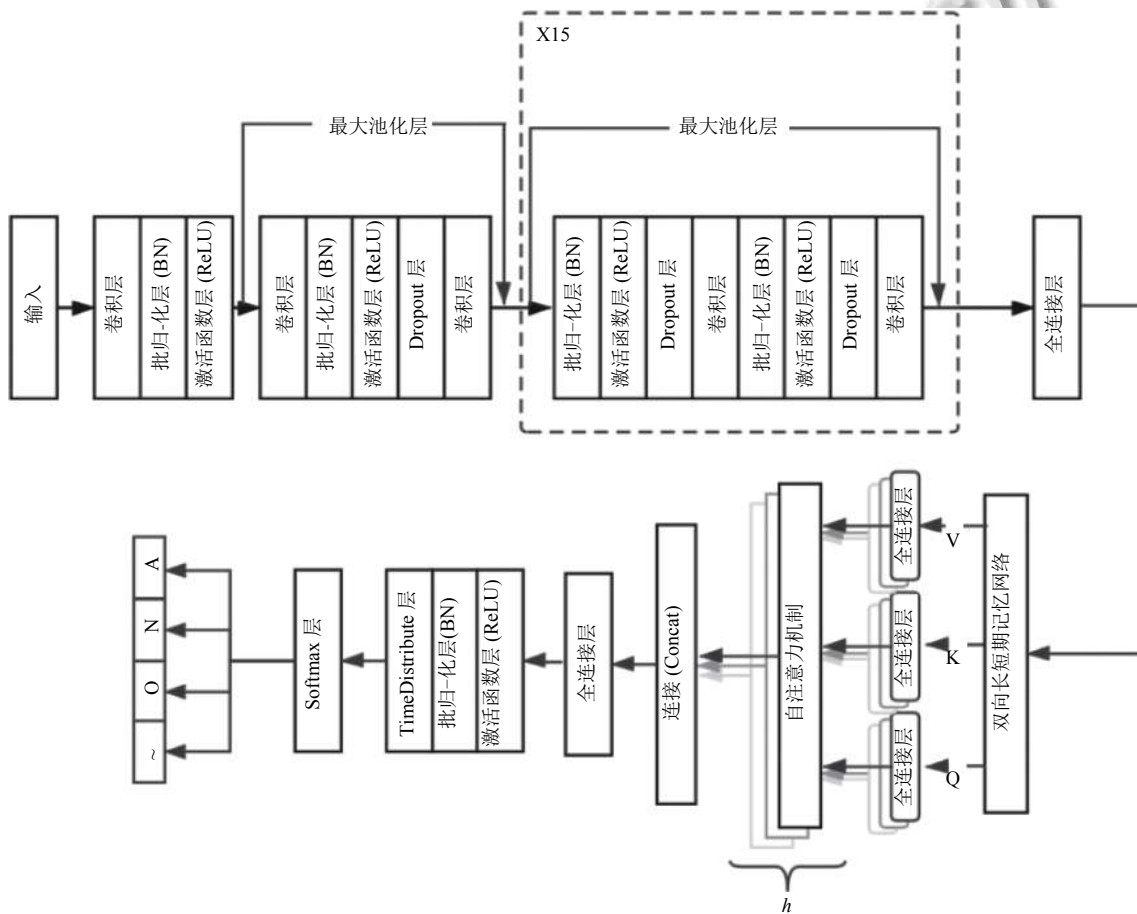 X15
最大池化层
最大池化层
输入
卷积层
批归-化层 (BN)
激活函数层 (ReLU)
卷积层
批归-化层 (BN)
激活函数层 (ReLU)
Dropout 层
卷积层
批归-化层 (BN)
激活函数层 (ReLU)
Dropout 层
卷积层
批归-化层 (BN)
激活函数层 (ReLU)
Dropout 层
卷积层
全连接层
双向长短期记忆网络
V
K
Q
全连接层
全连接层
全连接层
自注意力机制
h
连接 (Concat)
全连接层
TimeDistribute 层
批归-化层(BN)
激活函数层 (ReLU)
Softmax 层
A
N
O
~